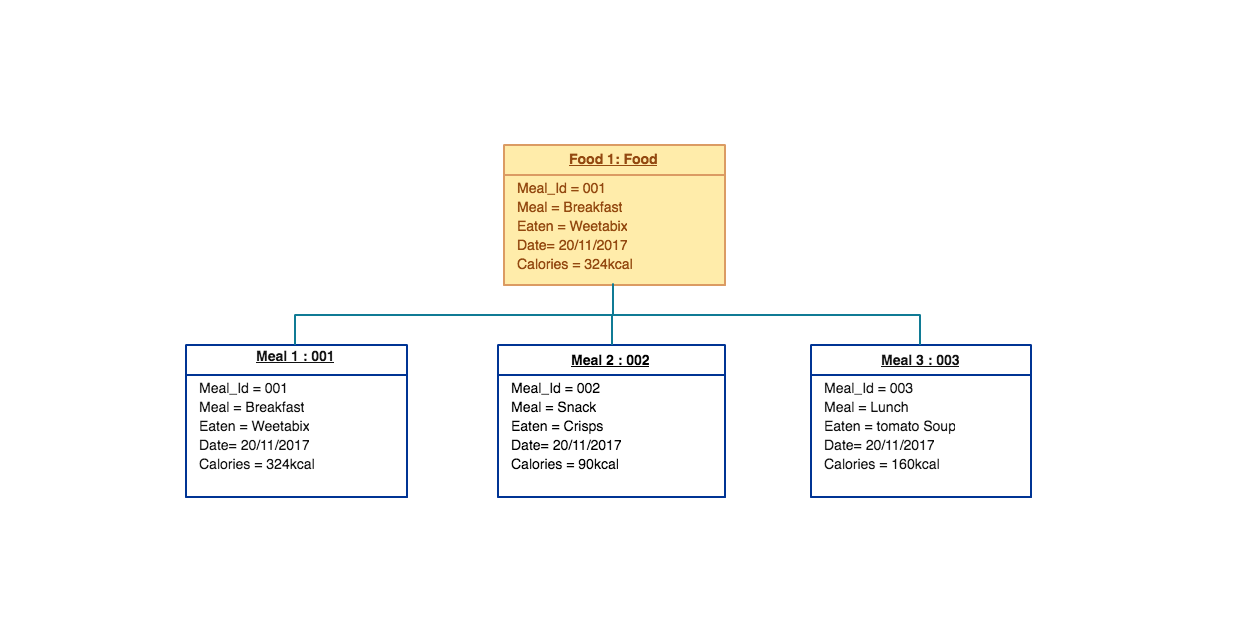 Food 1: Food
Meal_Id = 001
Meal = Breakfast
Eaten = Weetabix
Date= 20/11/2017
Calories = 324kcal
Meal 1 : 001
Meal_Id = 001
Meal = Breakfast
Eaten = Weetabix
Date= 20/11/2017
Calories = 324kcal
Meal 2 : 002
Meal_Id = 002
Meal = Snack
Eaten = Crisps
Date= 20/11/2017
Calories = 90kcal
Meal 3 : 003
Meal_Id = 003
Meal = Lunch
Eaten = tomato Soup
Date= 20/11/2017
Calories = 160kcal